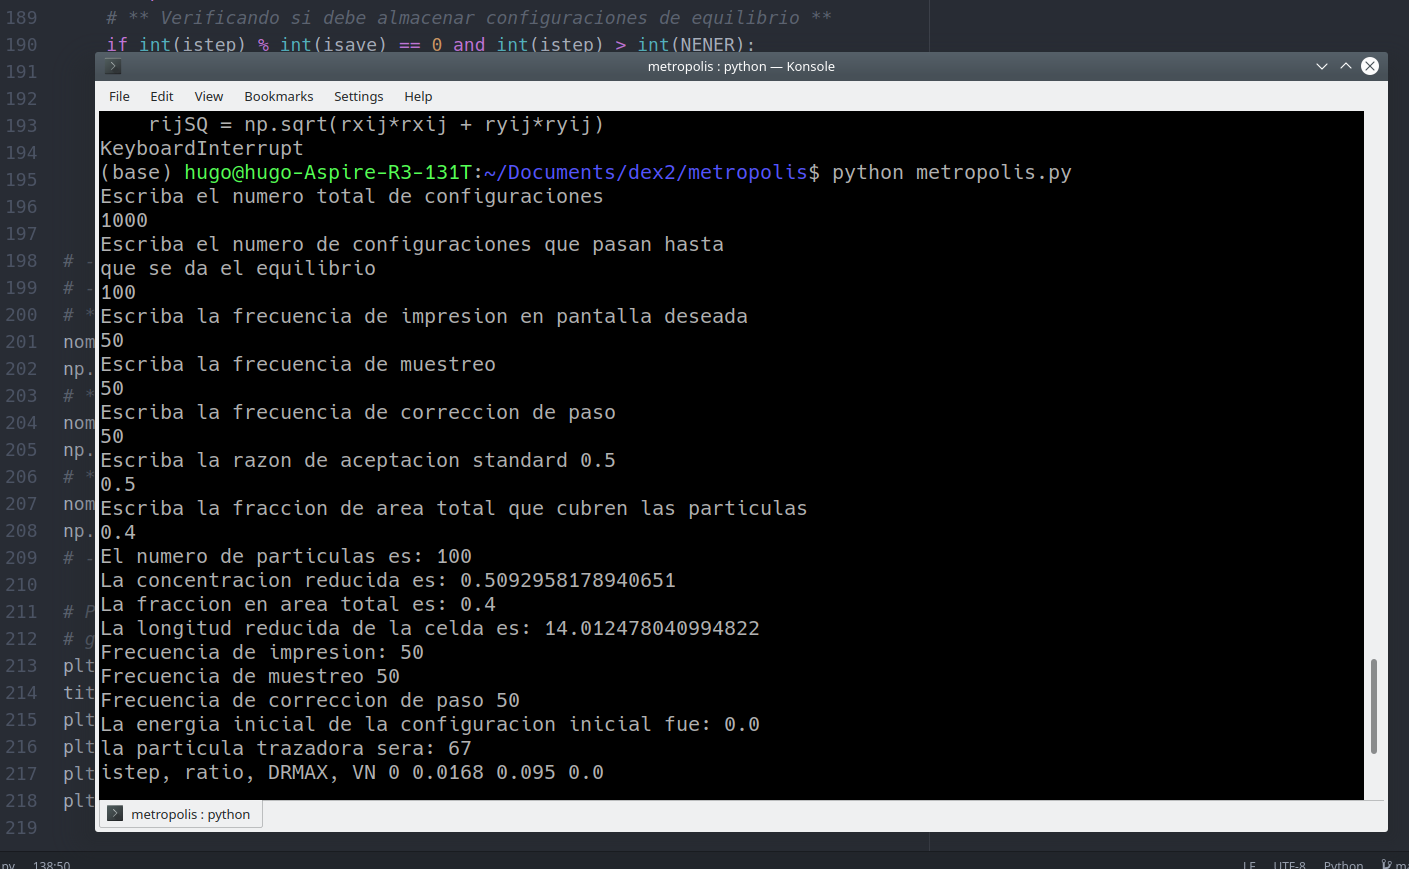 189 # ** Verificando si debe almacenar configuraciones de equilibrio **
190 if int(istep) % int(isave) == 0 and int(istep) > int(NENER):
metropolis : python — Konsole
File Edit View Bookmarks Settings Help
rijSQ = np.sqrt(rxij*rxij + ryij*ryij)
KeyboardInterrupt
(base) hugo@hugo-Aspire-R3-131T:~/Documents/dex2/metropolis$ python metropolis.py
Escriba el numero total de configuraciones
1000
Escriba el numero de configuraciones que pasan hasta
que se da el equilibrio
100
Escriba la frecuencia de impresion en pantalla deseada
50
Escriba la frecuencia de muestreo
50
Escriba la frecuencia de correccion de paso
50
Escriba la razon de aceptacion standard 0.5
0.5
Escriba la fraccion de area total que cubren las particulas
0.4
El numero de particulas es: 100
La concentracion reducida es: 0.5092958178940651
La fraccion en area total es: 0.4
La longitud reducida de la celda es: 14.012478040994822
Frecuencia de impresion: 50
Frecuencia de muestreo 50
Frecuencia de correccion de paso 50
La energia inicial de la configuracion inicial fue: 0.0
la particula trazadora sera: 67
istep, ratio, DRMAX, VN 0 0.0168 0.095 0.0
metropolis : python
191
192
193
194
195
196
197
198 # -
199 # -
200 # *
201 nom
202 np.
203 # *
204 nom
205 np.
206 # *
207 nom
208 np.
209 # -
210
211 # P
212 # g
213 plt
214 tit
215 plt
216 plt
217 plt
218 plt
219
138:50 LF UTF-8 Python